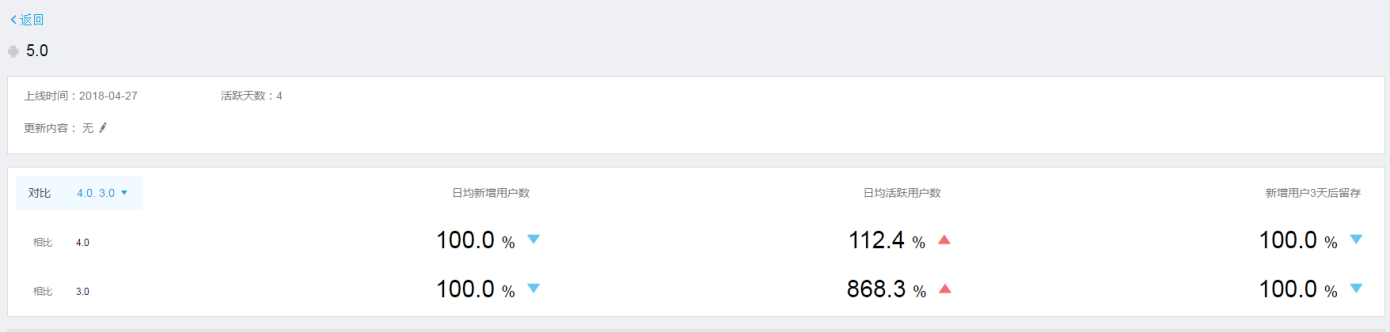 返回
5.0
上线时间：2018-04-27 活跃天数：4
更新内容： 无
对比 4.0. 3.0 日均新增用户数 日均活跃用户数 新增用户3天后留存
相比 4.0 100.0 % 112.4 % 100.0 %
相比 3.0 100.0 % 868.3 % 100.0 %